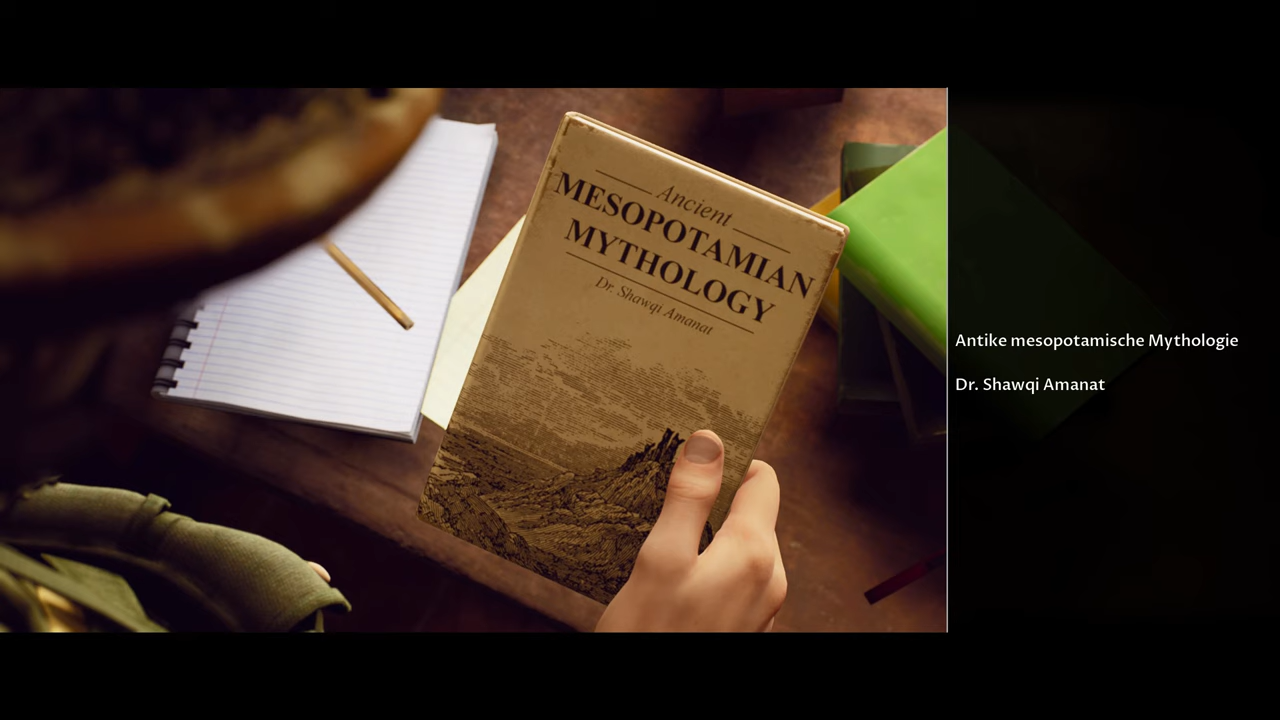 Ancient
MESOPOTAMIAN
MYTHOLOGY
Dr. Shawqi Amanat
Antike mesopotamische Mythologie
Dr. Shawqi Amanat